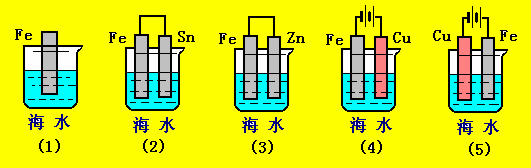 Fe
Fe Sn
Fe Zn
Fe Cu
Cu Fe
海水 海水 海水 海水 海水
(1) (2) (3) (4) (5)